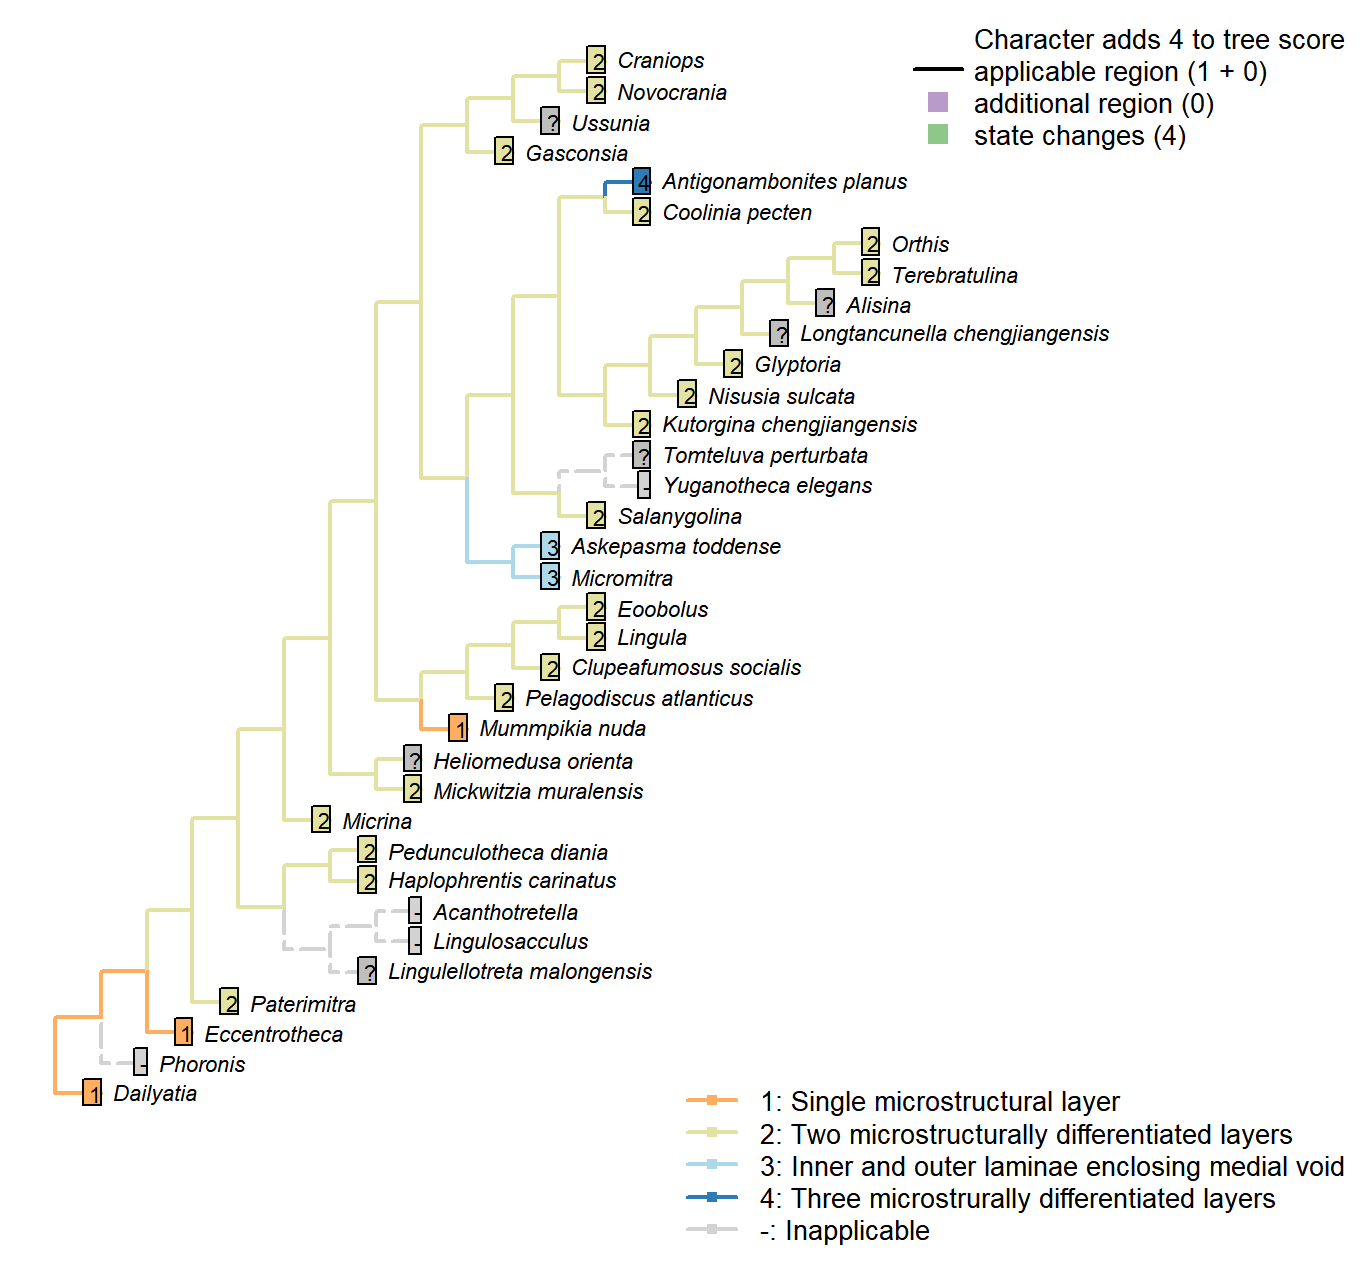 Character adds 4 to tree score
applicable region (1 + 0)
additional region (0)
state changes (4)
2 Craniops
2 Novocrania
? Ussunia
2 Gasconsia
4 Antigonambonites planus
2 Coolinia pecten
2 Orthis
2 Terebratulina
? Alisina
? Longtancunella chengjiangensis
2 Glyptoria
2 Nisusia sulcata
2 Kutorgina chengjiangensis
? Tomteluva perturbata
- Yuganotheca elegans
2 Salanygolina
3 Askepasma toddense
3 Micromitra
2 Eoobolus
2 Lingula
2 Clupeafumosus socialis
2 Pelagodiscus atlanticus
1 Mummpikia nuda
? Heliomedusa orienta
2 Mickwitzia muralensis
2 Micrina
2 Pedunculotheca diania
2 Haplophrentis carinatus
- Acanthotretella
- Lingulosacculus
? Lingulellotreta malongensis
2 Paterimitra
1 Eccentrotheca
- Phoronis
1 Dailyatia
1: Single microstructural layer
2: Two microstructurally differentiated layers
3: Inner and outer laminae enclosing medial void
4: Three microstrurally differentiated layers
-: Inapplicable